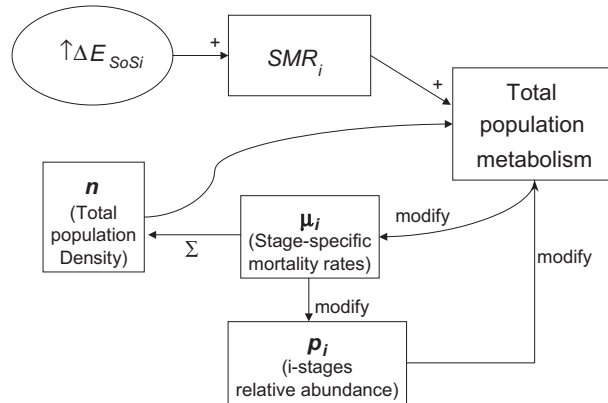 ↑ΔE SoSi
+
SMR i
+
Total
population
metabolism
n
(Total
population
Density)
Σ
μi
(Stage-specific
mortality rates)
modify
modify
modify
pi
(i-stages
relative abundance)